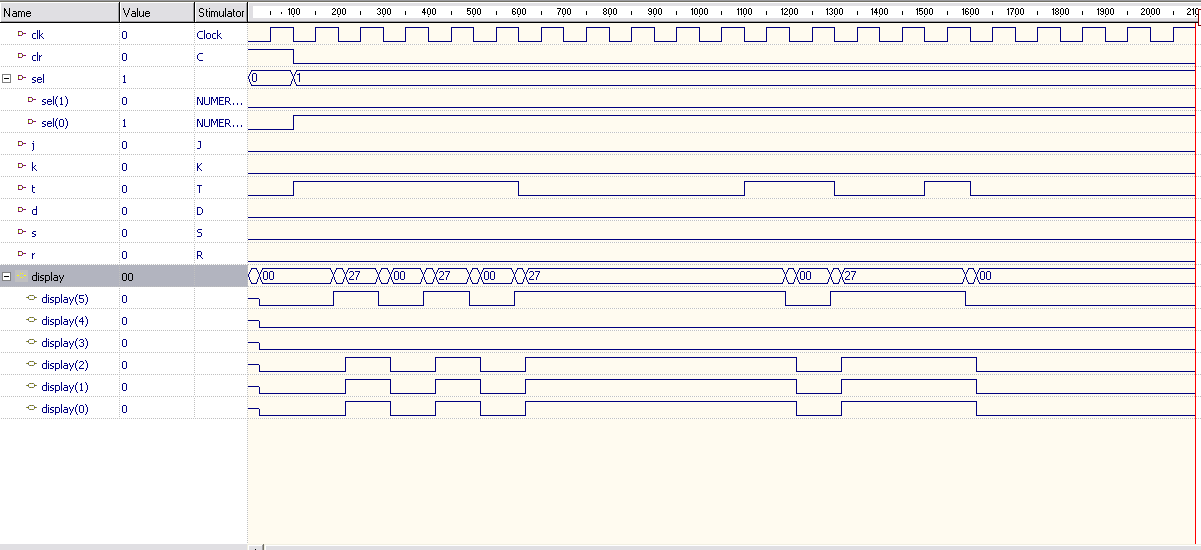 Name Value Stimulator 100 200 300 400 500 600 700 800 900 1000 1100 1200 1300 1400 1500 1600 1700 1800 1900 2000 210
clk 0 Clock
clr 0 C
sel 1 0 1
sel(1) 0 NUMER...
sel(0) 1 NUMER...
j 0 J
k 0 K
t 0 T
d 0 D
s 0 S
r 0 R
display 00 00 27 00 27 00 27 00 27 00
display(5) 0
display(4) 0
display(3) 0
display(2) 0
display(1) 0
display(0) 0